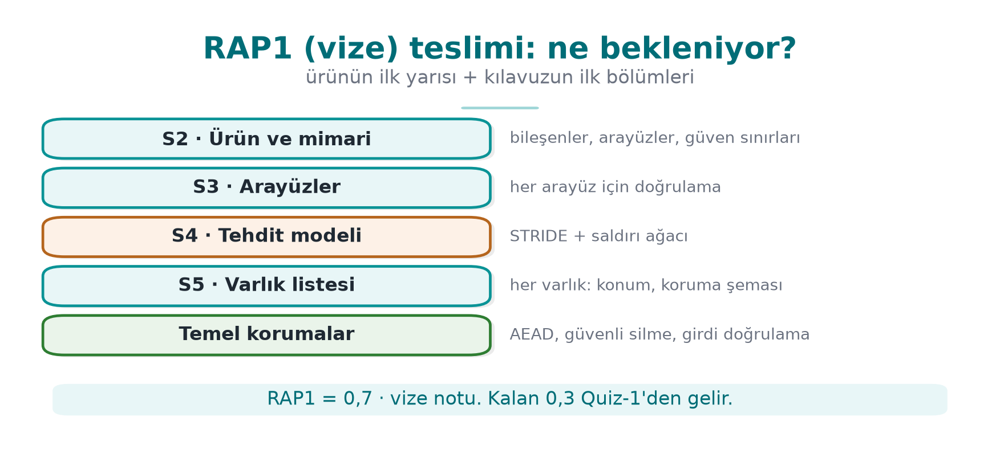 RAP1 (vize) teslimi: ne bekleniyor?
ürünün ilk yarısı + kılavuzun ilk bölümleri
S2 · Ürün ve mimari
bileşenler, arayüzler, güven sınırları
S3 · Arayüzler
her arayüz için doğrulama
S4 · Tehdit modeli
STRIDE + saldırı ağacı
S5 · Varlık listesi
her varlık: konum, koruma şeması
Temel korumalar
AEAD, güvenli silme, girdi doğrulama
RAP1 = 0,7 · vize notu. Kalan 0,3 Quiz-1'den gelir.